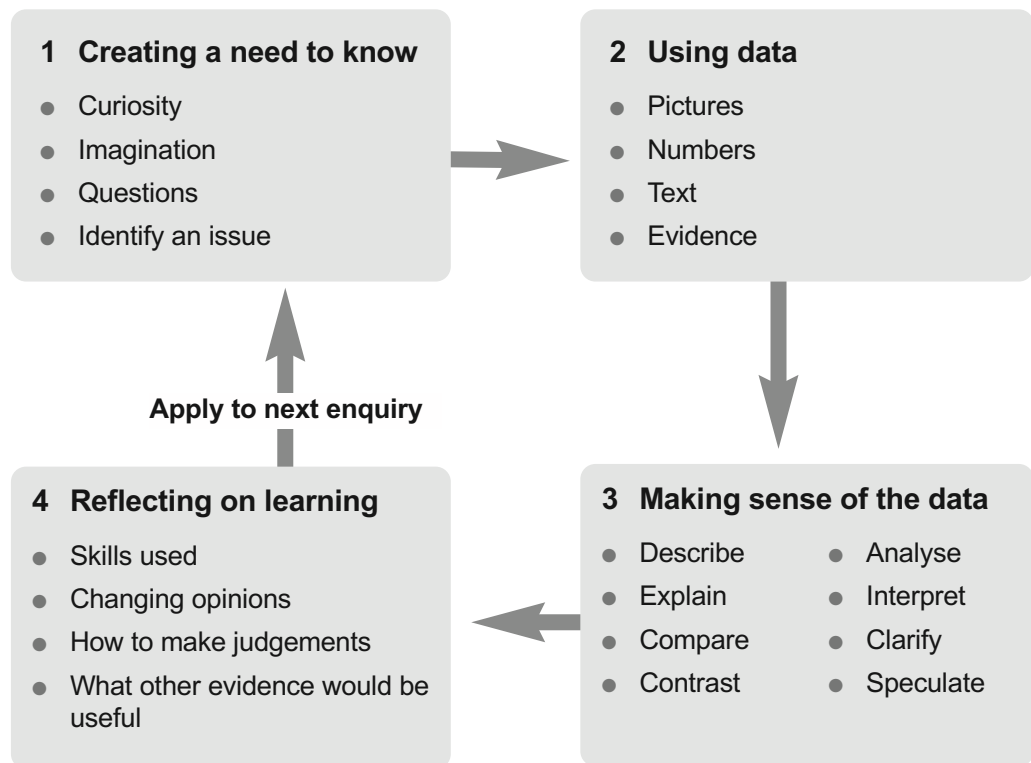 1 Creating a need to know
Curiosity
Imagination
Questions
Identify an issue
2 Using data
Pictures
Numbers
Text
Evidence
Apply to next enquiry
3 Making sense of the data
Describe
Explain
Compare
Contrast
Analyse
Interpret
Clarify
Speculate
4 Reflecting on learning
Skills used
Changing opinions
How to make judgements
What other evidence would be
useful